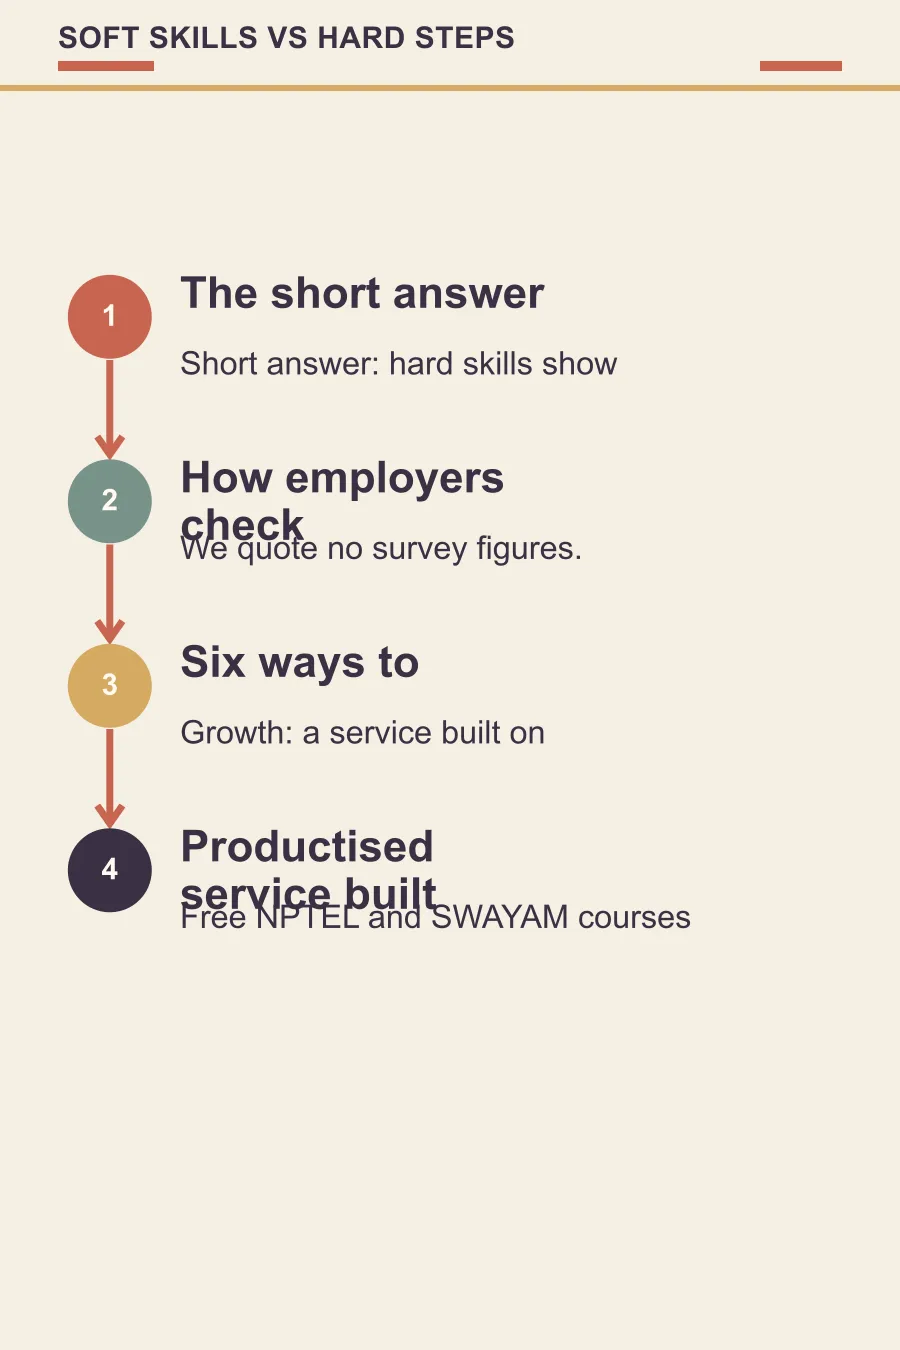 SOFT SKILLS VS HARD STEPS
1
The short answer
Short answer: hard skills show
2
How employers
check
We quote no survey figures.
3
Six ways to
Growth: a service built on
4
Productised
service built
Free NPTEL and SWAYAM courses